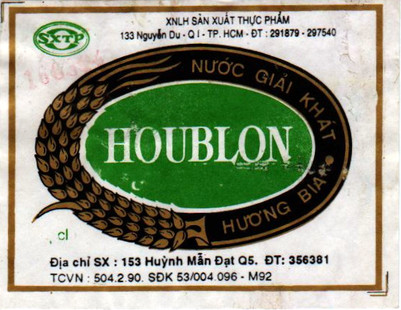 XNLH SẢN XUẤT THỰC PHẨM
133 Nguyễn Du - Q I - TP. HCM - ĐT : 291879 - 297540
SXTP
NƯỚC GIẢI KHÁT
HOUBLON
HƯƠNG BIA
cl
Địa chỉ SX : 153 Huỳnh Mẫn Đạt Q5. ĐT: 356381
TCVN : 504.2.90. SĐK 53/004.096 - M92